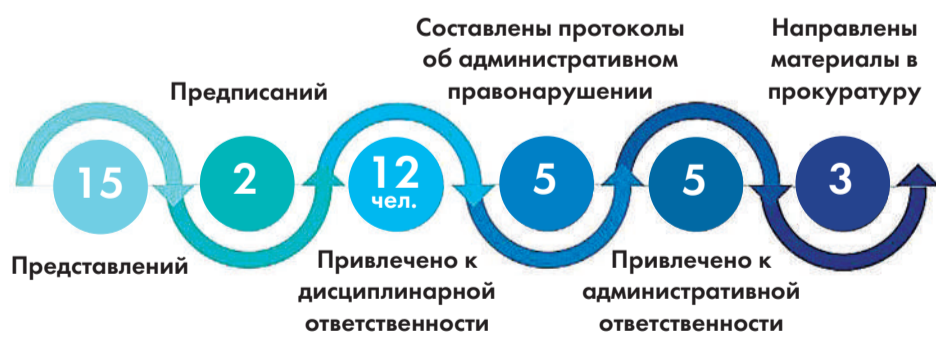 15
Представлений
Предписаний
2
12
чел.
Привлечено к
дисциплинарной
ответственности
Составлены протоколы
об административном
правонарушении
5
5
Привлечено к
административной
ответственности
Направлены
материалы в
прокуратуру
3